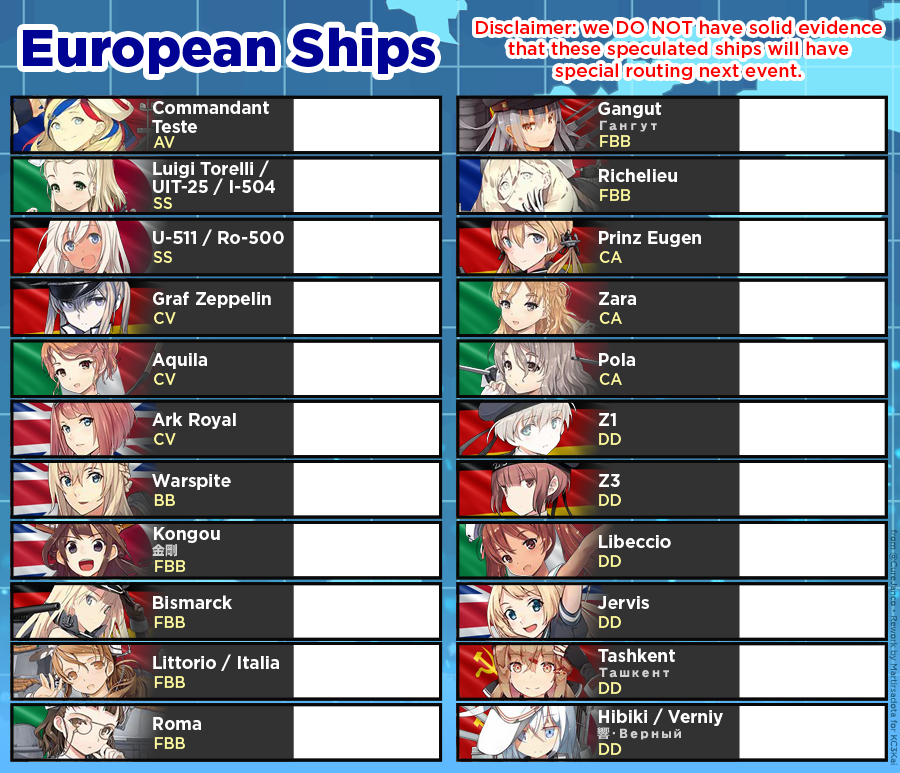 European Ships
Disclaimer: we DO NOT have solid evidence
that these speculated ships will have
special routing next event.
Commandant
Teste
AV
Luigi Torelli /
UIT-25 / I-504
SS
U-511 / Ro-500
SS
Graf Zeppelin
CV
Aquila
CV
Ark Royal
CV
Warspite
BB
Kongou
金剛
FBB
Bismarck
FBB
Littorio / Italia
FBB
Roma
FBB
Gangut
Гангут
FBB
Richelieu
FBB
Prinz Eugen
CA
Zara
CA
Pola
CA
Z1
DD
Z3
DD
Libeccio
DD
Jervis
DD
Tashkent
Ташкент
DD
Hibiki / Verniy
響·Верный
DD